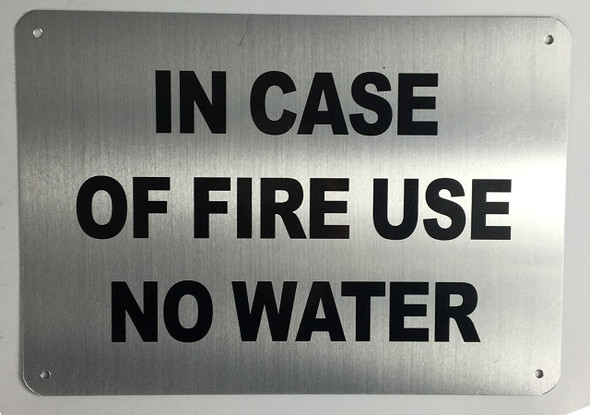 IN CASE
OF FIRE USE
NO WATER